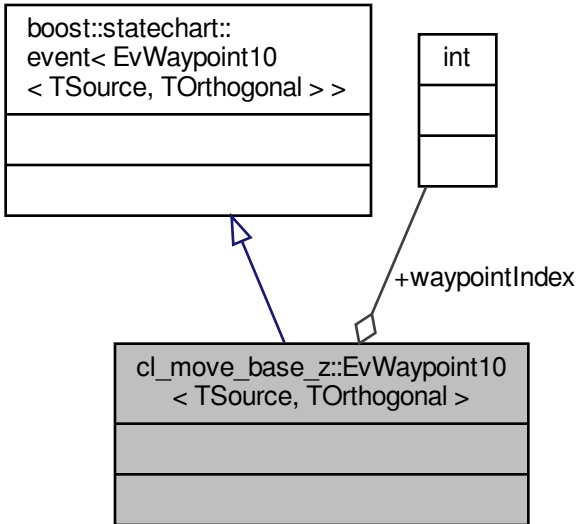 boost::statechart::
event< EvWaypoint10
< TSource, TOrthogonal > >
int
+waypointIndex
cl_move_base_z::EvWaypoint10
< TSource, TOrthogonal >